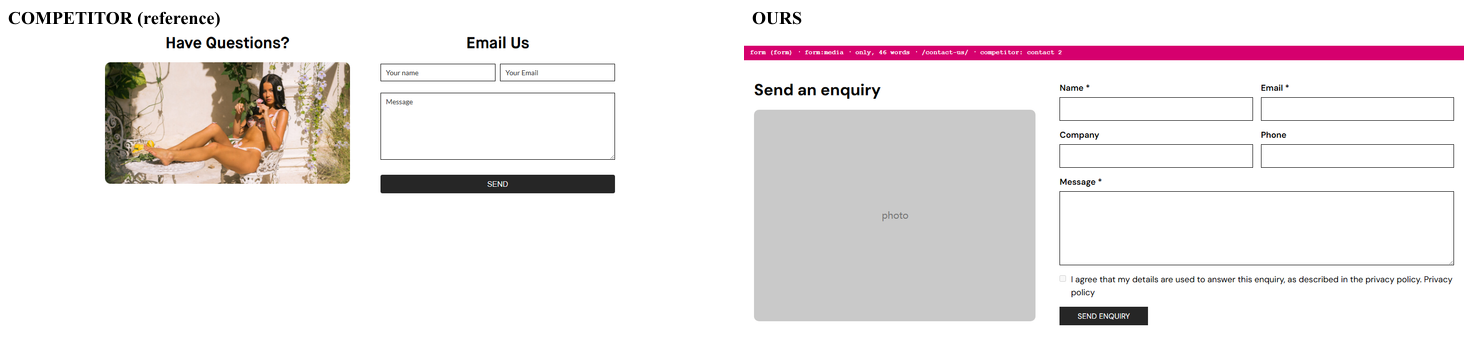 COMPETITOR (reference)
Have Questions?
Email Us
Your name
Your Email
Message
SEND
OURS
form (form) · form:media · only, 46 words · /contact-us/ · competitor: contact 2
Send an enquiry
photo
Name *
Email *
Company
Phone
Message *
I agree that my details are used to answer this enquiry, as described in the privacy policy. Privacy
policy
SEND ENQUIRY